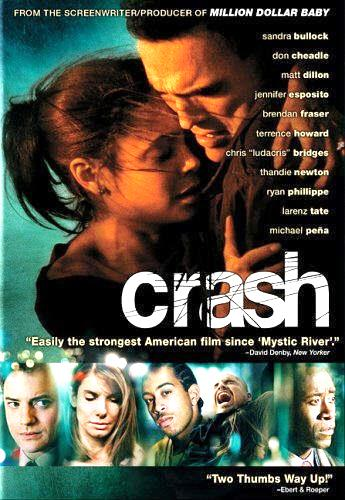 FROM THE SCREENWRITER/PRODUCER OF MILLION DOLLAR BABY
sandra bullock
don cheadle
matt dillon
jennifer esposito
brendan fraser
terrence howard
chris "ludacris" bridges
thandie newton
ryan phillippe
larenz tate
michael peña
crash
"Easily the strongest American film since 'Mystic River'."
–David Denby, New Yorker
"Two Thumbs Way Up!"
–Ebert & Roeper